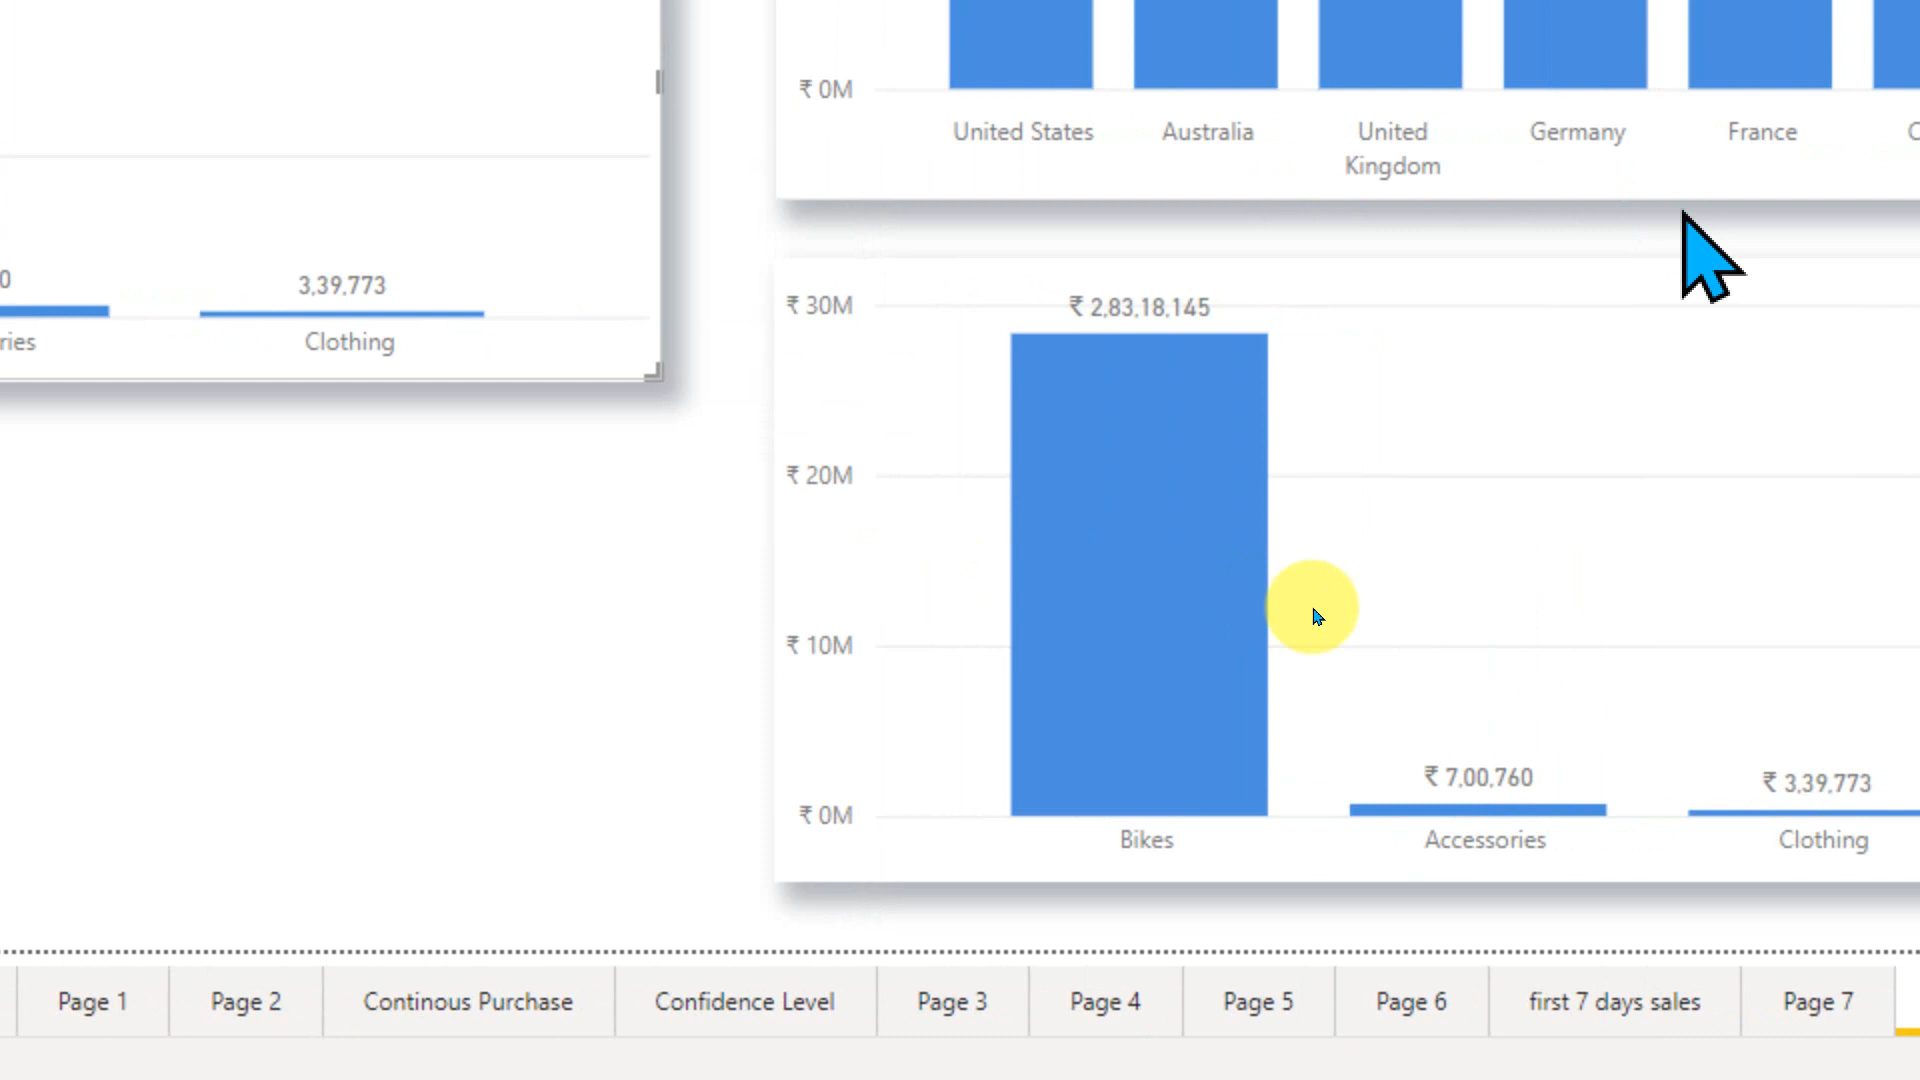 0
3,39,773
ries
Clothing
₹ 0M
United States
Australia
United
Kingdom
Germany
France
C
₹ 30M
₹ 20M
₹ 10M
₹ 0M
₹ 2,83,18,145
₹ 7,00,760
₹ 3,39,773
Bikes
Accessories
Clothing
Page 1
Page 2
Continous Purchase
Confidence Level
Page 3
Page 4
Page 5
Page 6
first 7 days sales
Page 7